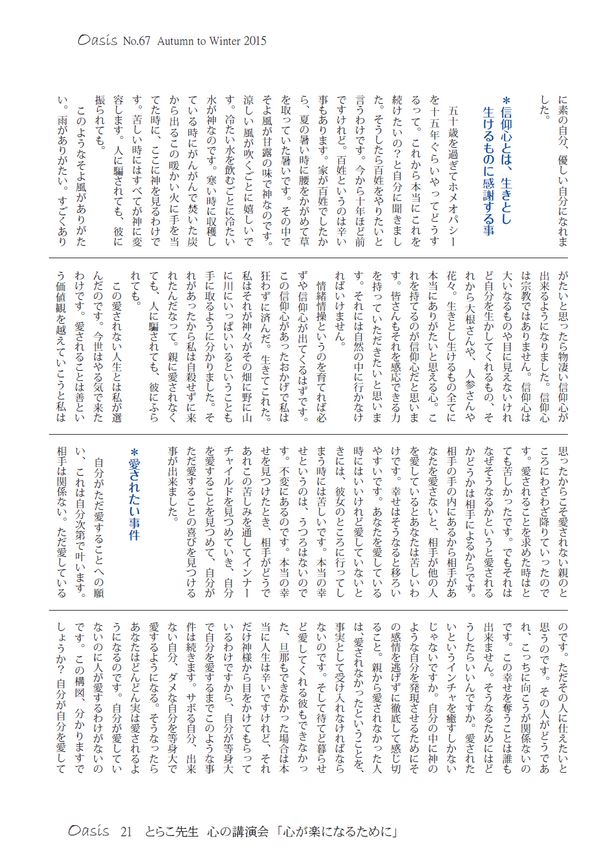 Oasis No.67 Autumn to Winter 2015
に素の自分、優しい自分になれま
した。
*信仰心とは、生きとし
生けるものに感謝する事
五十歳を過ぎてホメオパシー
を十五年ぐらいやってどうす
るって。これから本当にこれを
続けたいの？と自分に聞きまし
た。そうしたら百姓をやりたいと
言うわけです。今から十年ほど前
ですけれど。百姓というのは辛い
事もあります。家が百姓でしたか
ら、夏の暑い時に腰をかがめて草
を取っていた暑いです。その中で
そよ風が甘露の味で神なのです。
涼しい風が吹くごとに嬉しいで
す。冷たい水を飲むごとに冷たい
水が神なのです。寒い時に収穫し
ている時にがんがんで焚いた炭
から出るこの暖かい火に手を当
てた時に、ここに神を見るわけで
す。苦しい時にはすべてが神に変
容します。人に騙されても、彼に
振られても。
このようなそよ風がありがた
い。雨がありがたい。すごくあり
がたいと思ったら物凄い信仰心が
出来るようになりました。信仰心
は宗教ではありません。信仰心は
大いなるものや目に見えないけれ
ど自分を生かしてくれるもの、そ
れから大根さんや、人参さんや
花々。生きとし生けるもの全てに
本当にありがたいと思える心。こ
れを持てるのが信仰心だと思いま
す。皆さんもそれを感応できる力
を持っていただきたいと思いま
す。それには自然の中に行かなけ
ればいけません。
情緒情操というのを育てれば必
ずや信仰心が出てくるはずです。
この信仰心があったおかげで私は
狂わずに済んだ。生きてこれた。
私はそれが神々がその畑に野に山
に川にいっぱいいるということも
手に取るように分かりました。そ
れがあったから私は自殺せずに来
れたんだなって。親に愛されなく
ても、人に騙されても、彼にふら
れても。
この愛されない人生とは私が選
んだのです。今世はやる気で来た
わけです。愛されることは善とい
う価値観を越えていこうと私は
思ったからこそ愛されない親のと
ころにわざわざ降りていったので
す。愛されることを求めた時はと
ても苦しかったです。でもそれは
なぜそうなるかというと愛される
かどうかは相手によるからです。
相手の手の内にあるから相手があ
なたを愛さないと、相手が他の人
を愛しているとあなたは苦しいわ
けです。幸せはそうなると移ろい
やすいです。あなたを愛している
時にはいいけれど愛していないと
きには、彼女のところに行ってし
まう時には苦しいです。本当の幸
せというのは、うつろはないので
す。不変にあるのです。本当の幸
せを見つけたとき、相手がどうで
あれこの苦しみを通してインナー
チャイルドを見つめていき、自分
を愛することを見つめて、自分が
ただ愛することの喜びを見つける
事が出来ました。
*愛されたい事件
自分がただ愛すること への願
い、これは自分次第で叶います。
相手は関係ない。ただ愛している
のです。ただその人に仕えたいと
思うのです。その人がどうであ
れ、こっちに向こうが関係ないの
です。この幸せを奪うことは誰も
出来ません。そうなるためにはど
うしたらいいんですか。愛された
いというインチャを癒すしかない
じゃないですか。自分の中に神の
ような自分を発現させるためにそ
の感情を逃げずに徹底して感じ切
ること。親から愛されなかった人
は、愛されなかったということを、
事実として受け入れなければなら
ないのです。そして待てど暮らせ
ど愛してくれる彼もできなかっ
た、旦那もできなかった場合は本
当に人生は辛いですけれど、それ
だけ神様から目をかけてもらって
いるわけですから、自分が等身大
で自分を愛するまでこのような事
件は続きます。サボる自分、出来
ない自分、ダメな自分を等身大で
愛するようになる。そうなったら
あなたはどんどん実は愛されるよ
うになるのです。自分が愛してい
ないのに人が愛するわけがないの
です。この構図、分かりますで
しょうか？自分が自分を愛して
Oasis 21 とらこ先生 心の講演会「心が楽になるために」